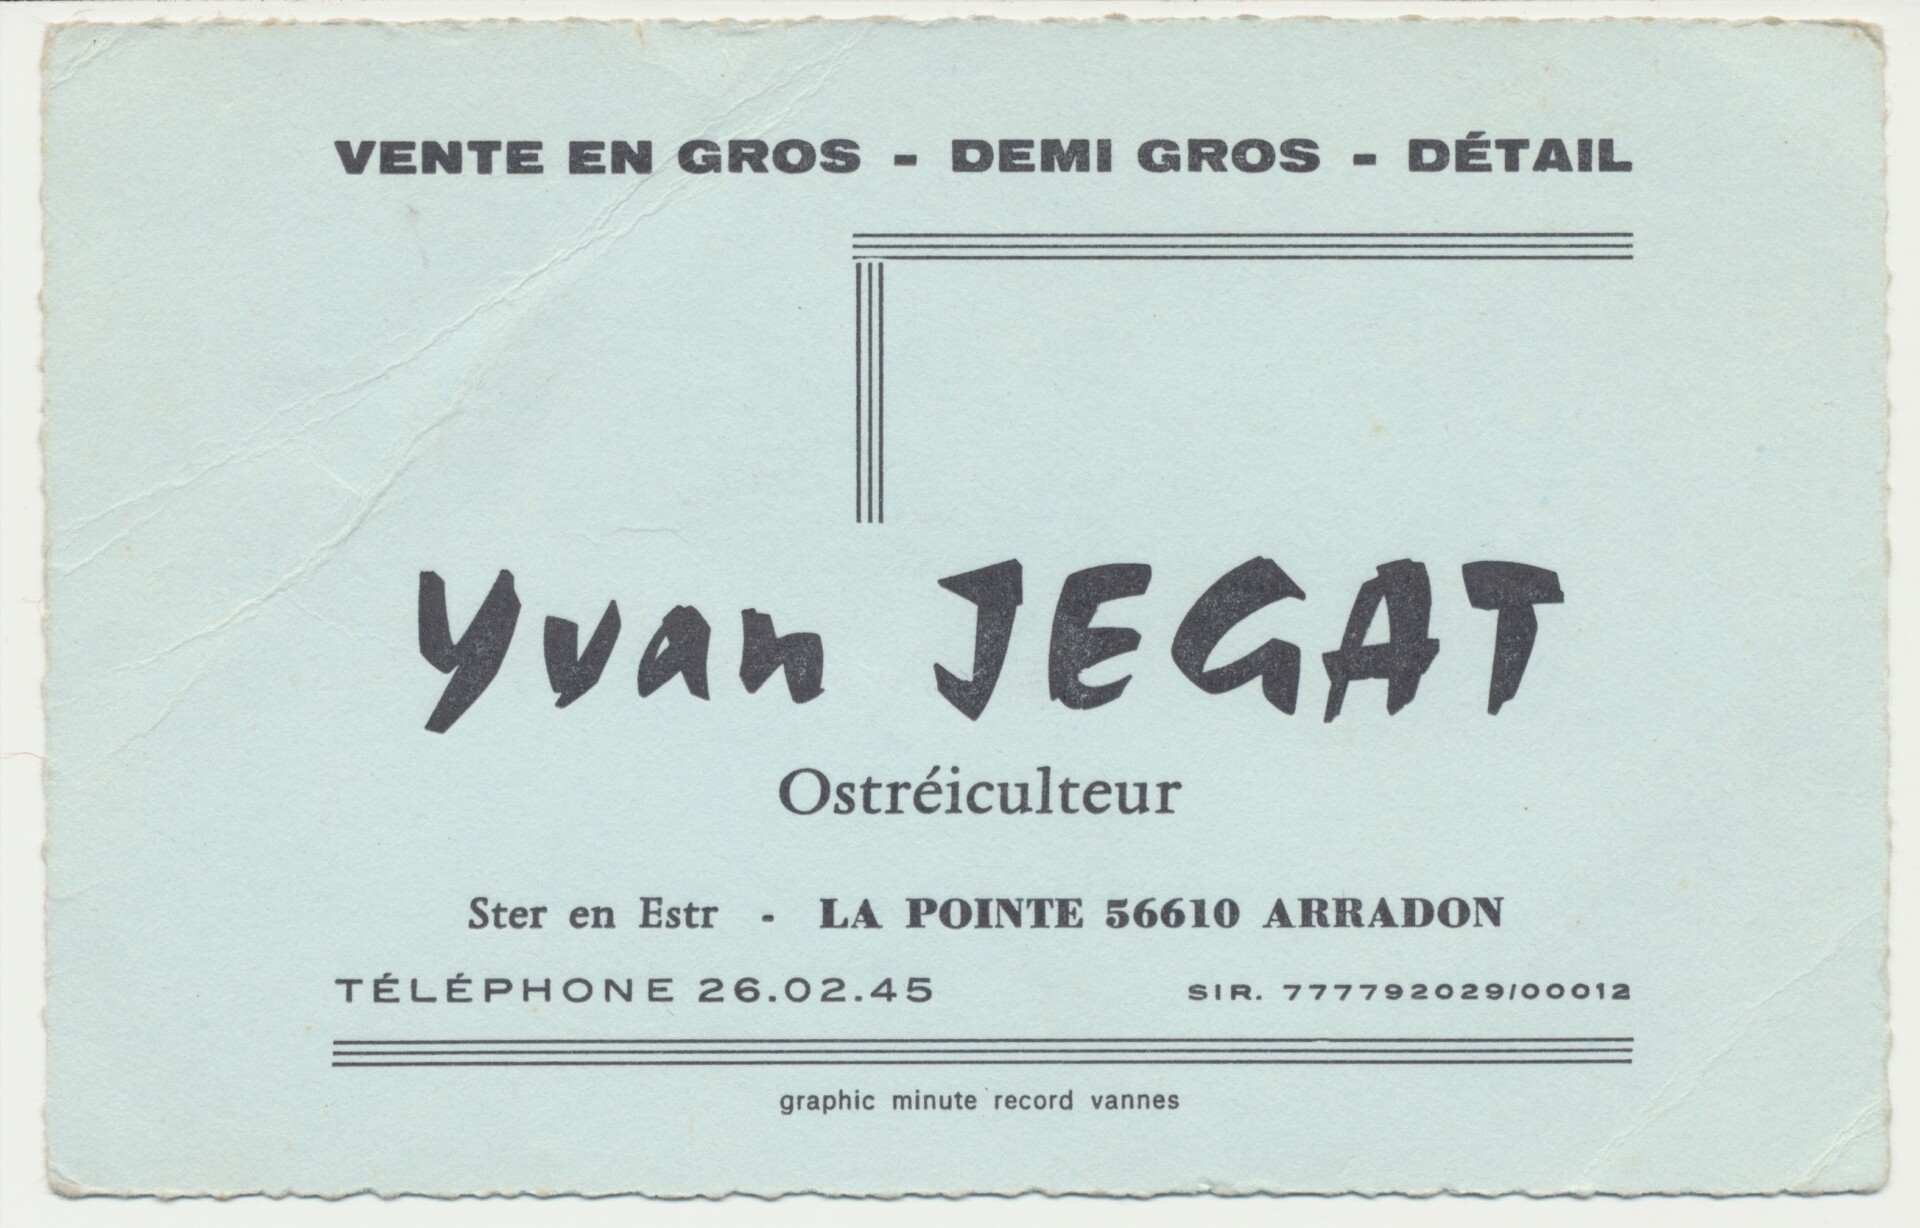 VENTE EN GROS - DEMI GROS - DÉTAIL
Yvan JEGAT
Ostréiculteur
Ster en Estr - LA POINTE 56610 ARRADON
TÉLÉPHONE 26.02.45 SIR. 777792029/00012
graphic minute record vannes